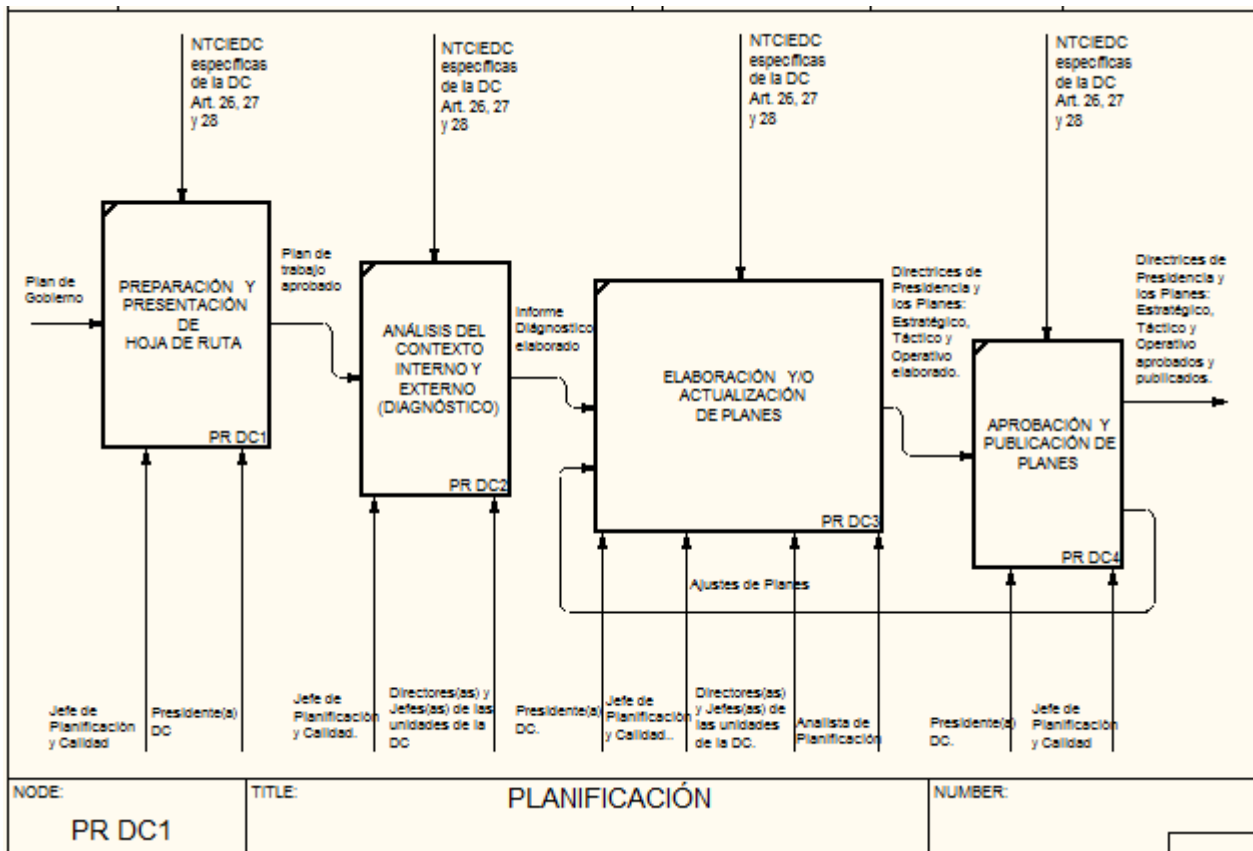 NTCIEDC
específicas
de la DC
Art. 26, 27
y 28
NTCIEDC
específicas
de la DC
Art. 26, 27
y 28
NTCIEDC
específicas
de la DC
Art. 26, 27
y 28
NTCIEDC
específicas
de la DC
Art. 26, 27
y 28
Plan de
Gobierno
PREPARACIÓN Y
PRESENTACIÓN
DE
HOJA DE RUTA
PR DC1
Plan de
trabajo
aprobado
ANÁLISIS DEL
CONTEXTO
INTERNO Y
EXTERNO
(DIAGNÓSTICO)
PR DC2
Informe
Diágnostico
elaborado
ELABORACIÓN Y/O
ACTUALIZACIÓN
DE PLANES
PR DC3
Directrices de
Presidencia y
los Planes:
Estratégico,
Táctico y
Operativo
elaborado.
APROBACIÓN Y
PUBLICACIÓN DE
PLANES
PR DC4
Directrices de
Presidencia y
los Planes:
Estratégico,
Táctico y
Operativo
aprobados y
publicados.
Ajustes de Planes
Jefe de
Planificación
y Calidad
Presidente(a)
DC
Jefe de
Planificación
y Calidad.
Directores(as) y
Jefes(as) de las
unidades de la
DC
Presidente(a)
DC.
Jefe de
Planificación
y Calidad..
Directores(as)
y Jefes(as) de
las unidades
de la DC.
Analista de
Planificación
Presidente(a)
DC.
Jefe de
Planificación
y Calidad
NODE:
PR DC1
TITLE:
PLANIFICACIÓN
NUMBER: